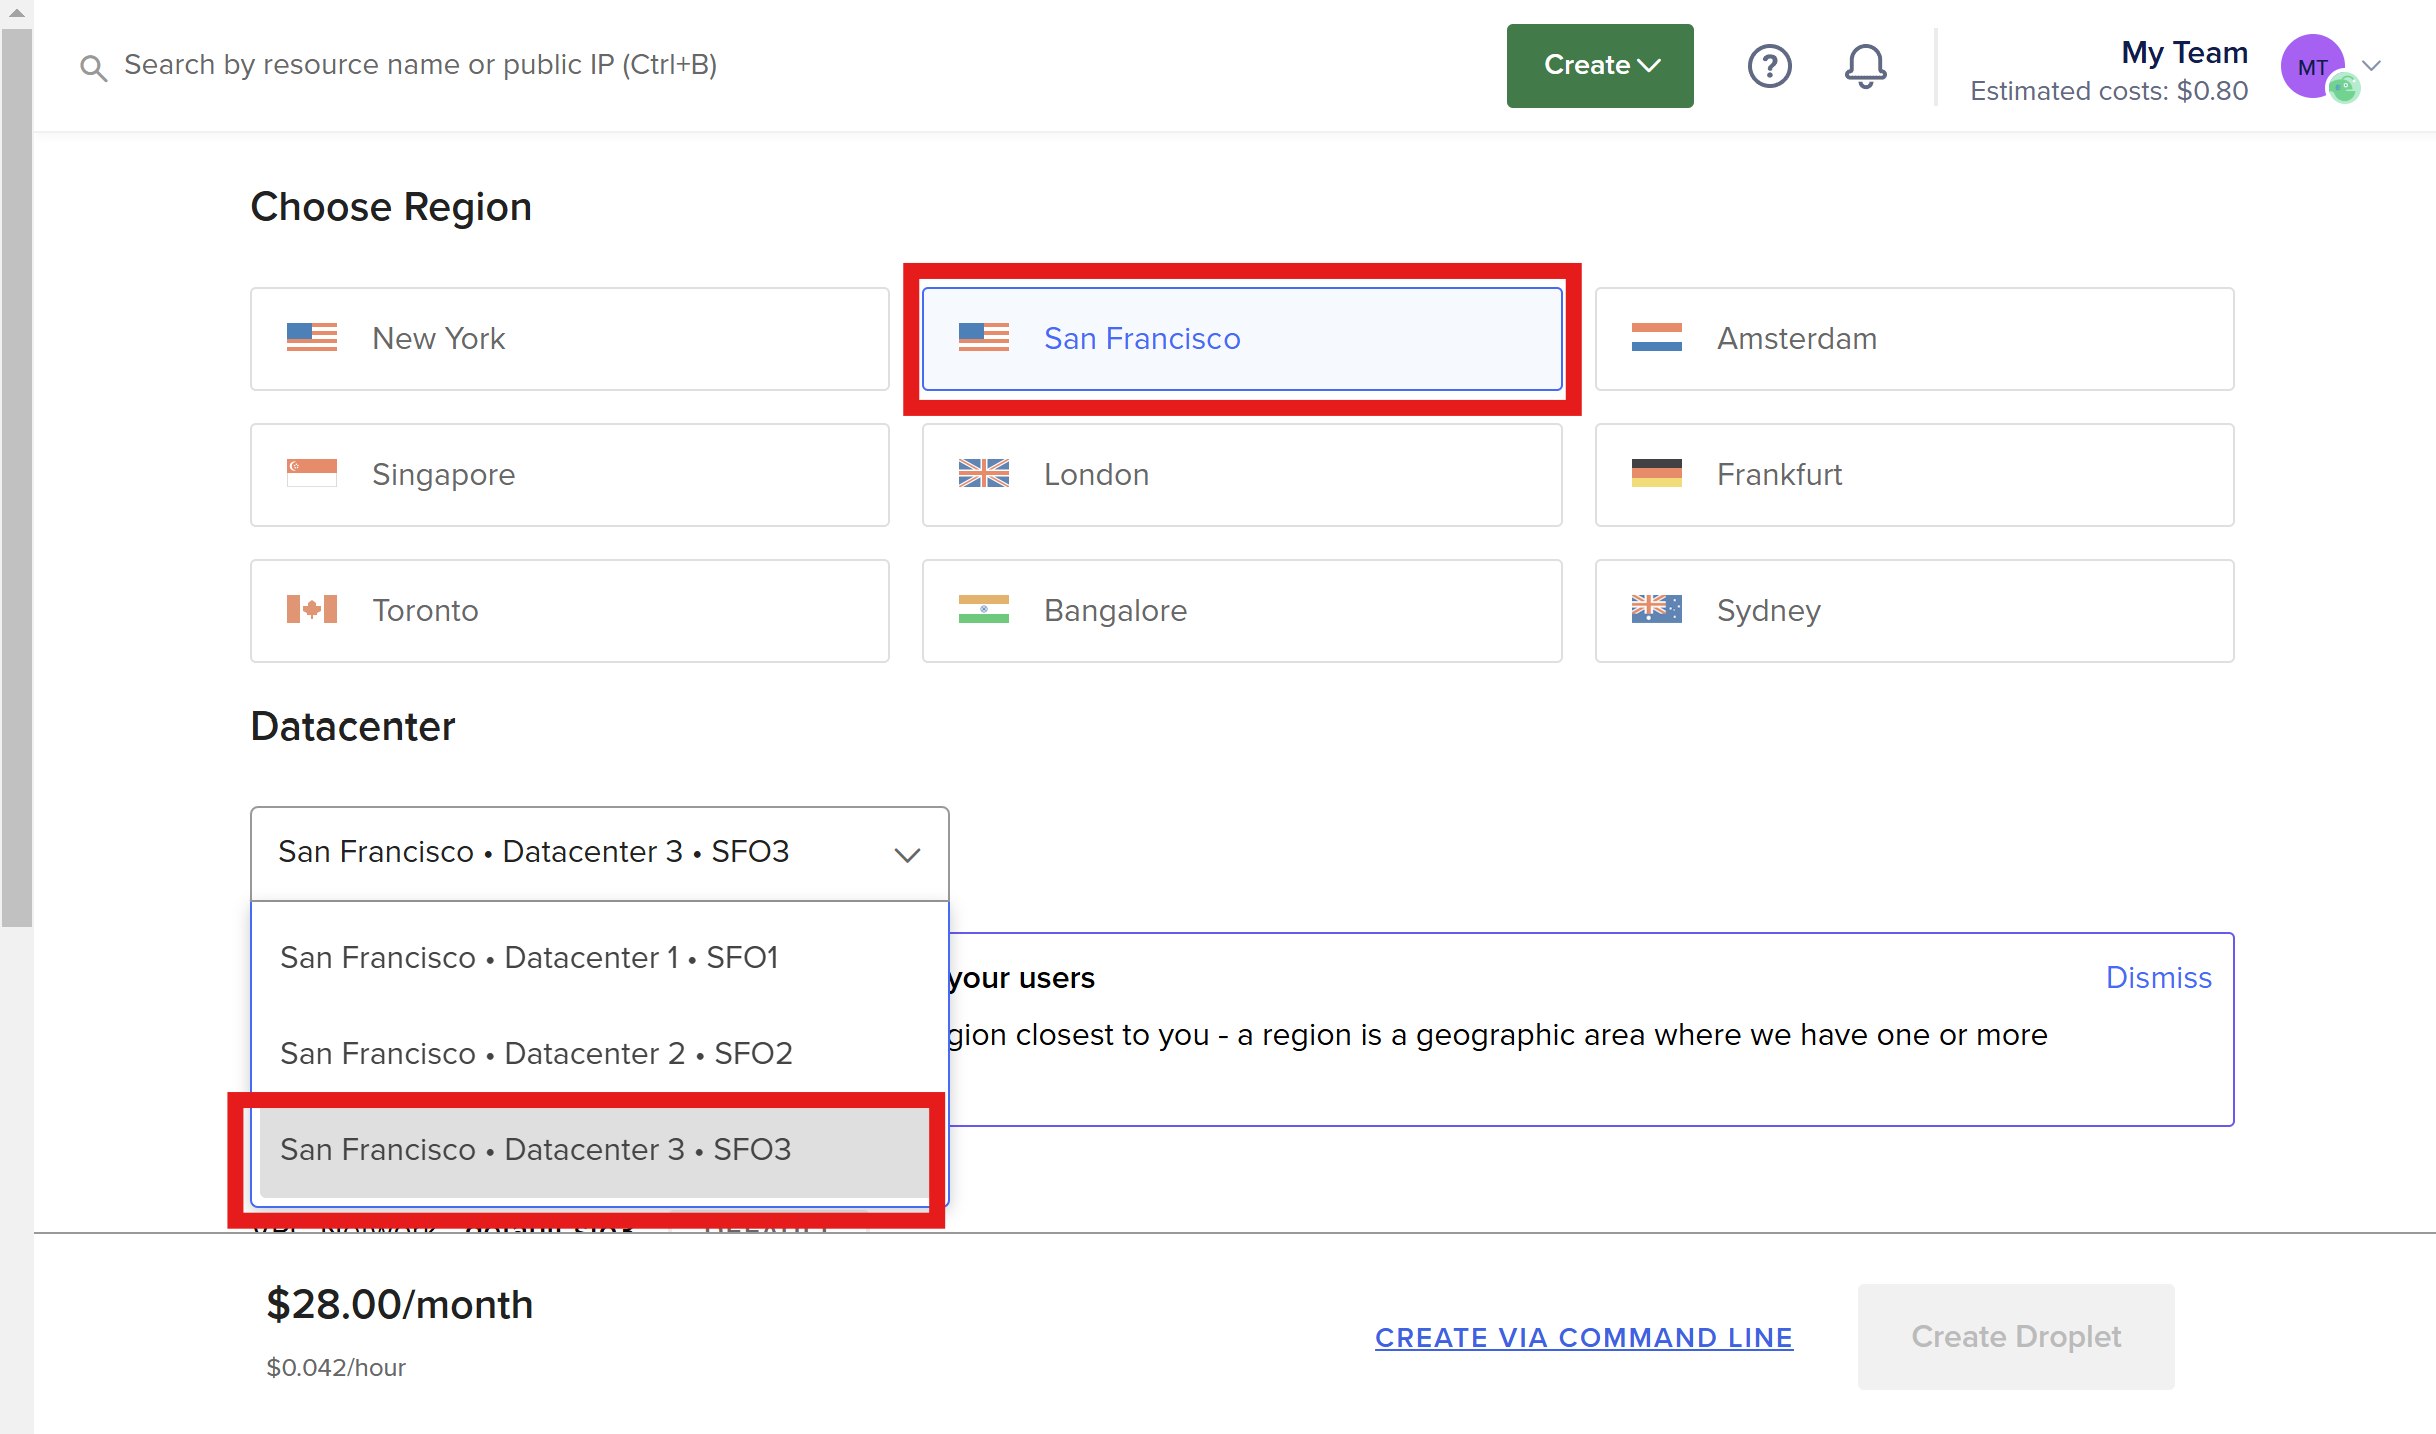 Search by resource name or public IP (Ctrl+B)
Create
?
My Team
Estimated costs: $0.80
MT
Choose Region
New York
San Francisco
Amsterdam
Singapore
London
Frankfurt
Toronto
Bangalore
Sydney
Datacenter
San Francisco • Datacenter 3 • SFO3
San Francisco • Datacenter 1 • SFO1
San Francisco • Datacenter 2 • SFO2
San Francisco • Datacenter 3 • SFO3
your users
Dismiss
gion closest to you - a region is a geographic area where we have one or more
$28.00/month
$0.042/hour
CREATE VIA COMMAND LINE
Create Droplet